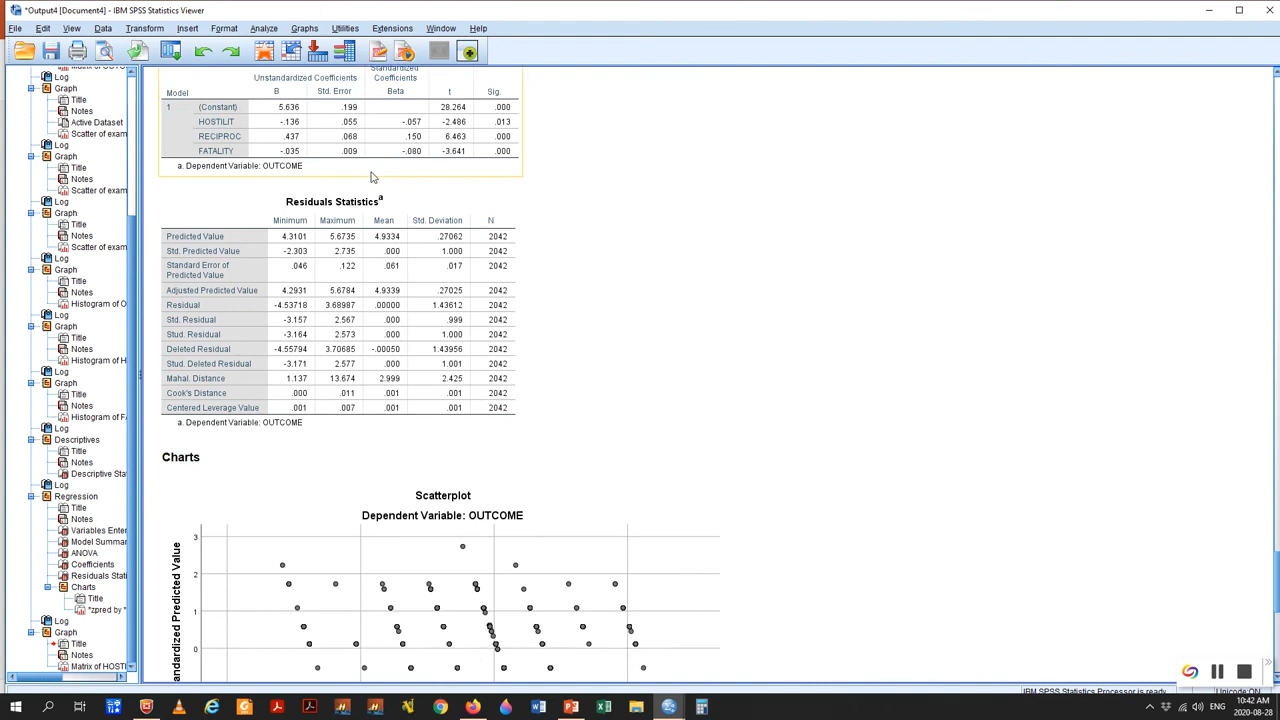 *Output4 [Document4] - IBM SPSS Statistics Viewer
File Edit View Data Transform Insert Format Analyze Graphs Utilities Extensions Window Help
Log
Graph
Title
Notes
Active Dataset
Scatter of exam
Log
Graph
Title
Notes
Scatter of exam
Log
Graph
Title
Notes
Scatter of exam
Log
Graph
Title
Notes
Histogram of O
Log
Graph
Title
Notes
Histogram of H
Log
Graph
Title
Notes
Histogram of FA
Log
Descriptives
Title
Notes
Descriptive Sta
Log
Regression
Title
Notes
Variables Enter
Model Summar
ANOVA
Coefficients
Residuals Stati
Charts
Title
*zpred by *
Log
Graph
Title
Notes
Matrix of HOSTI
Unstandardized Coefficients Standardized Coefficients
Model B Std. Error Beta t Sig.
1 (Constant) 5.636 .199 28.264 .000
HOSTILIT -.136 .055 -.057 -2.486 .013
RECIPROC .437 .068 .150 6.463 .000
FATALITY -.035 .009 -.080 -3.641 .000
a. Dependent Variable: OUTCOME
Residuals Statistics a
Minimum Maximum Mean Std. Deviation N
Predicted Value 4.3101 5.6735 4.9334 .27062 2042
Std. Predicted Value -2.303 2.735 .000 1.000 2042
Standard Error of Predicted Value .046 .122 .061 .017 2042
Adjusted Predicted Value 4.2931 5.6784 4.9339 .27025 2042
Residual -4.53718 3.68987 .00000 1.43612 2042
Std. Residual -3.157 2.567 .000 .999 2042
Stud. Residual -3.164 2.573 .000 1.000 2042
Deleted Residual -4.55794 3.70685 -.00050 1.43956 2042
Stud. Deleted Residual -3.171 2.577 .000 1.001 2042
Mahal. Distance 1.137 13.674 2.999 2.425 2042
Cook's Distance .000 .011 .001 .001 2042
Centered Leverage Value .001 .007 .001 .001 2042
a. Dependent Variable: OUTCOME
Charts
Scatterplot
Dependent Variable: OUTCOME
andardized Predicted Value
3
2
1
0
IBM SPSS Statistics Processor is ready
Unicode:ON
ENG
10:42 AM
2020-08-28